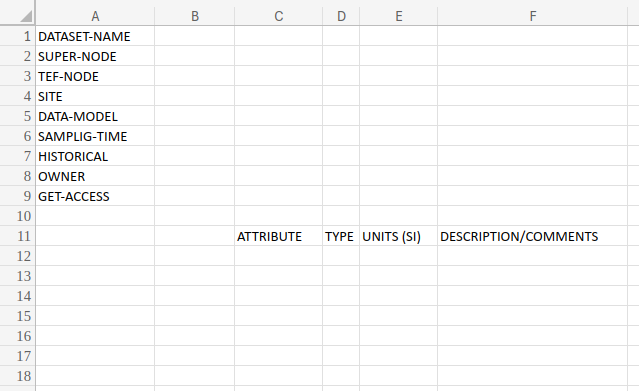 A B C D E F
1 DATASET-NAME
2 SUPER-NODE
3 TEF-NODE
4 SITE
5 DATA-MODEL
6 SAMPLIG-TIME
7 HISTORICAL
8 OWNER
9 GET-ACCESS
10
11 ATTRIBUTE TYPE UNITS (SI) DESCRIPTION/COMMENTS
12
13
14
15
16
17
18